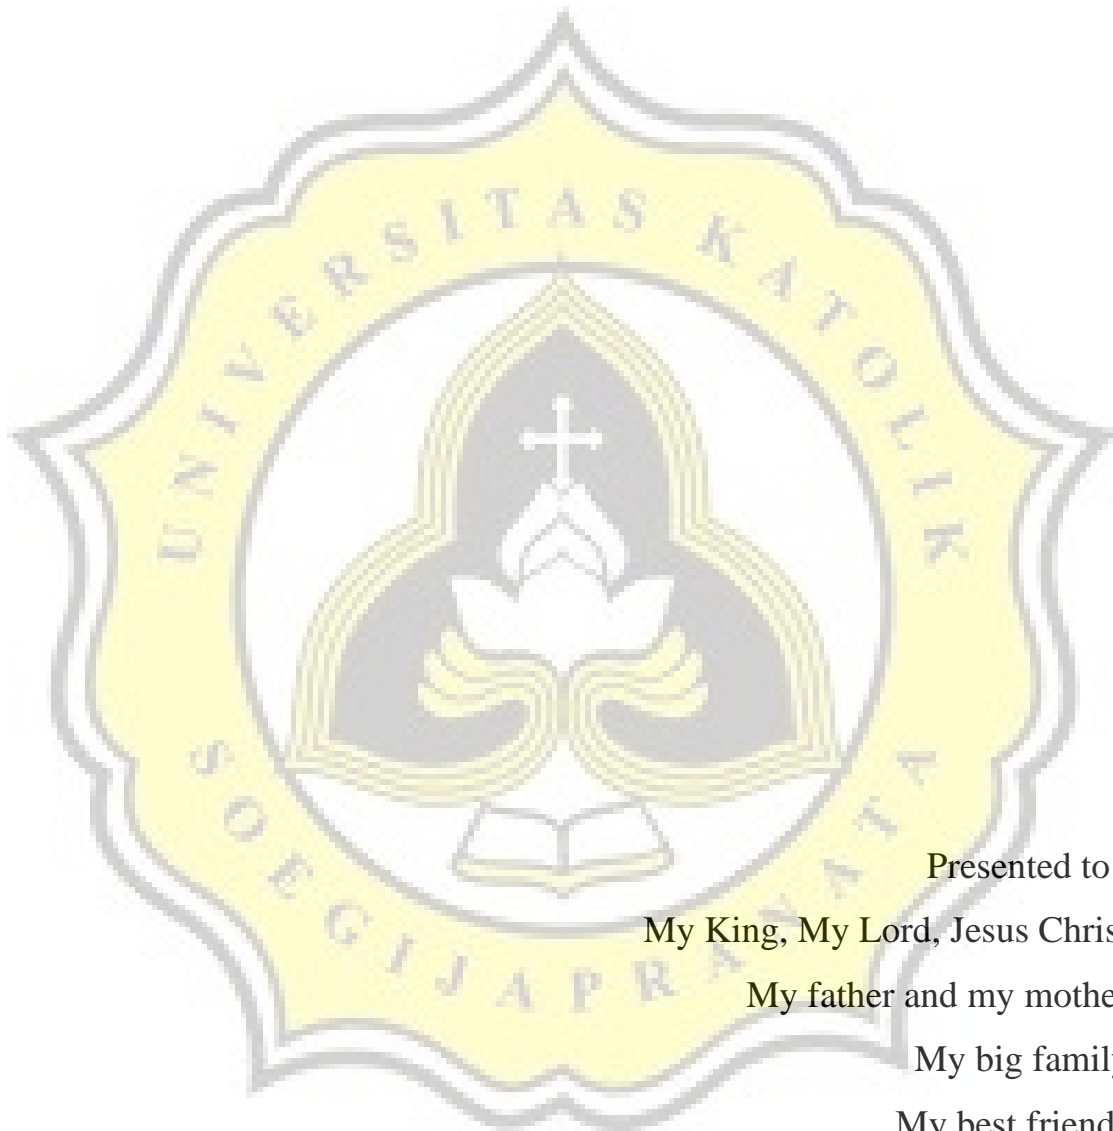 UNIVERSITAS KATOLIK
SOEGIJAPRANATA
Presented to
My King, My Lord, Jesus Chris
My father and my mothe
My big family
My best friend